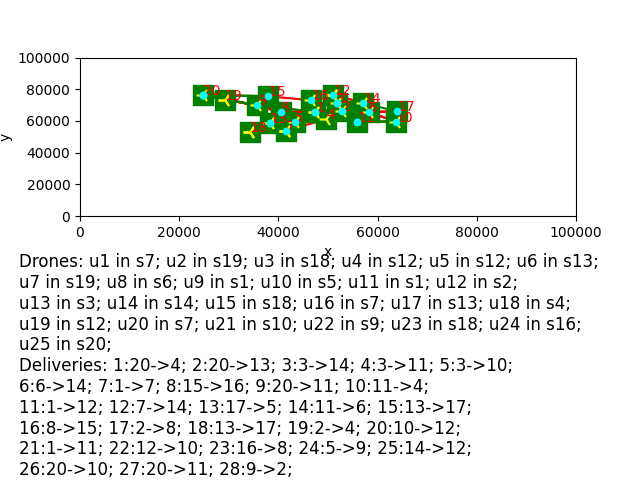 100000
80000
60000
40000
20000
0
y
0 20000 40000 60000 80000 100000
x
Drones: u1 in s7; u2 in s19; u3 in s18; u4 in s12; u5 in s12; u6 in s13;
u7 in s19; u8 in s6; u9 in s1; u10 in s5; u11 in s1; u12 in s2;
u13 in s3; u14 in s14; u15 in s18; u16 in s7; u17 in s13; u18 in s4;
u19 in s12; u20 in s7; u21 in s10; u22 in s9; u23 in s18; u24 in s16;
u25 in s20;
Deliveries: 1:20->4; 2:20->13; 3:3->14; 4:3->11; 5:3->10;
6:6->14; 7:1->7; 8:15->16; 9:20->11; 10:11->4;
11:1->12; 12:7->14; 13:17->5; 14:11->6; 15:13->17;
16:8->15; 17:2->8; 18:13->17; 19:2->4; 20:10->12;
21:1->11; 22:12->10; 23:16->8; 24:5->9; 25:14->12;
26:20->10; 27:20->11; 28:9->2;